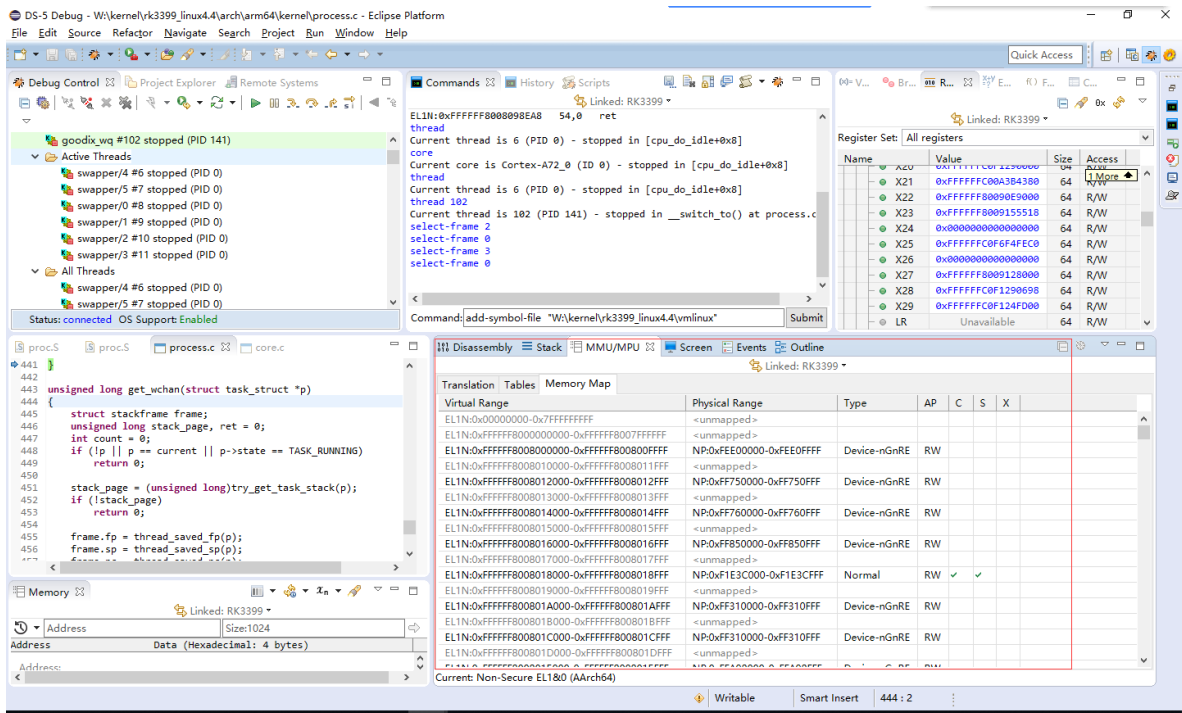 DS-5 Debug - W:\kernel\rk3399_linux4.4\arch\arm64\kernel\process.c - Eclipse Platform
File Edit Source Refactor Navigate Search Project Run Window Help
Quick Access
Debug Control Project Explorer Remote Systems
goodix_wq #102 stopped (PID 141)
Active Threads
swapper/4 #6 stopped (PID 0)
swapper/5 #7 stopped (PID 0)
swapper/0 #8 stopped (PID 0)
swapper/1 #9 stopped (PID 0)
swapper/2 #10 stopped (PID 0)
swapper/3 #11 stopped (PID 0)
All Threads
swapper/4 #6 stopped (PID 0)
swapper/5 #7 stopped (PID 0)
Status: connected OS Support: Enabled
Commands History Scripts
Linked: RK3399
EL1N:0xFFFFFF8008098EA8 54,0 ret
thread
Current thread is 6 (PID 0) - stopped in [cpu_do_idle+0x8]
core
Current core is Cortex-A72_0 (ID 0) - stopped in [cpu_do_idle+0x8]
thread
Current thread is 6 (PID 0) - stopped in [cpu_do_idle+0x8]
thread 102
Current thread is 102 (PID 141) - stopped in __switch_to() at process.c
select-frame 2
select-frame 0
select-frame 3
select-frame 0
Command: add-symbol-file "W:\kernel\rk3399_linux4.4\vmlinux" Submit
(x)= V... Br... R... E... f() F... C...
Linked: RK3399
Register Set: All registers
Name Value Size Access
1 More
X21 0xFFFFFFC00A3B4380 64 R/W
X22 0xFFFFFF80090E9000 64 R/W
X23 0xFFFFFF8009155518 64 R/W
X24 0x0000000000000000 64 R/W
X25 0xFFFFFFC0F6F4FEC0 64 R/W
X26 0x0000000000000000 64 R/W
X27 0xFFFFFF8009128000 64 R/W
X28 0xFFFFFFC0F1290698 64 R/W
X29 0xFFFFFFC0F124FD00 64 R/W
LR Unavailable 64 R/W
proc.S proc.S process.c core.c
441 }
442
443 unsigned long get_wchan(struct task_struct *p)
444 {
445 struct stackframe frame;
446 unsigned long stack_page, ret = 0;
447 int count = 0;
448 if (!p || p == current || p->state == TASK_RUNNING)
449 return 0;
450
451 stack_page = (unsigned long)try_get_task_stack(p);
452 if (!stack_page)
453 return 0;
454
455 frame.fp = thread_saved_fp(p);
456 frame.sp = thread_saved_sp(p);
Memory
Linked: RK3399
Address Size:1024
Address Data (Hexadecimal: 4 bytes)
Address:
Disassembly Stack MMU/MPU Screen Events Outline
Linked: RK3399
Translation Tables Memory Map
Virtual Range Physical Range Type AP C S X
EL1N:0x00000000-0x7FFFFFFFFF <unmapped>
EL1N:0xFFFFFF8000000000-0xFFFFFF8007FFFFFF <unmapped>
EL1N:0xFFFFFF8008000000-0xFFFFFF800800FFFF NP:0xFEE00000-0xFEE0FFFF Device-nGnRE RW
EL1N:0xFFFFFF8008010000-0xFFFFFF8008011FFF <unmapped>
EL1N:0xFFFFFF8008012000-0xFFFFFF8008012FFF NP:0xFF750000-0xFF750FFF Device-nGnRE RW
EL1N:0xFFFFFF8008013000-0xFFFFFF8008013FFF <unmapped>
EL1N:0xFFFFFF8008014000-0xFFFFFF8008014FFF NP:0xFF760000-0xFF760FFF Device-nGnRE RW
EL1N:0xFFFFFF8008015000-0xFFFFFF8008015FFF <unmapped>
EL1N:0xFFFFFF8008016000-0xFFFFFF8008016FFF NP:0xFF850000-0xFF850FFF Device-nGnRE RW
EL1N:0xFFFFFF8008017000-0xFFFFFF8008017FFF <unmapped>
EL1N:0xFFFFFF8008018000-0xFFFFFF8008018FFF NP:0xF1E3C000-0xF1E3CFFF Normal RW ✓ ✓
EL1N:0xFFFFFF8008019000-0xFFFFFF8008019FFF <unmapped>
EL1N:0xFFFFFF800801A000-0xFFFFFF800801AFFF NP:0xFF310000-0xFF310FFF Device-nGnRE RW
EL1N:0xFFFFFF800801B000-0xFFFFFF800801BFFF <unmapped>
EL1N:0xFFFFFF800801C000-0xFFFFFF800801CFFF NP:0xFF310000-0xFF310FFF Device-nGnRE RW
EL1N:0xFFFFFF800801D000-0xFFFFFF800801DFFF <unmapped>
Current: Non-Secure EL1&0 (AArch64)
Writable Smart Insert 444 : 2